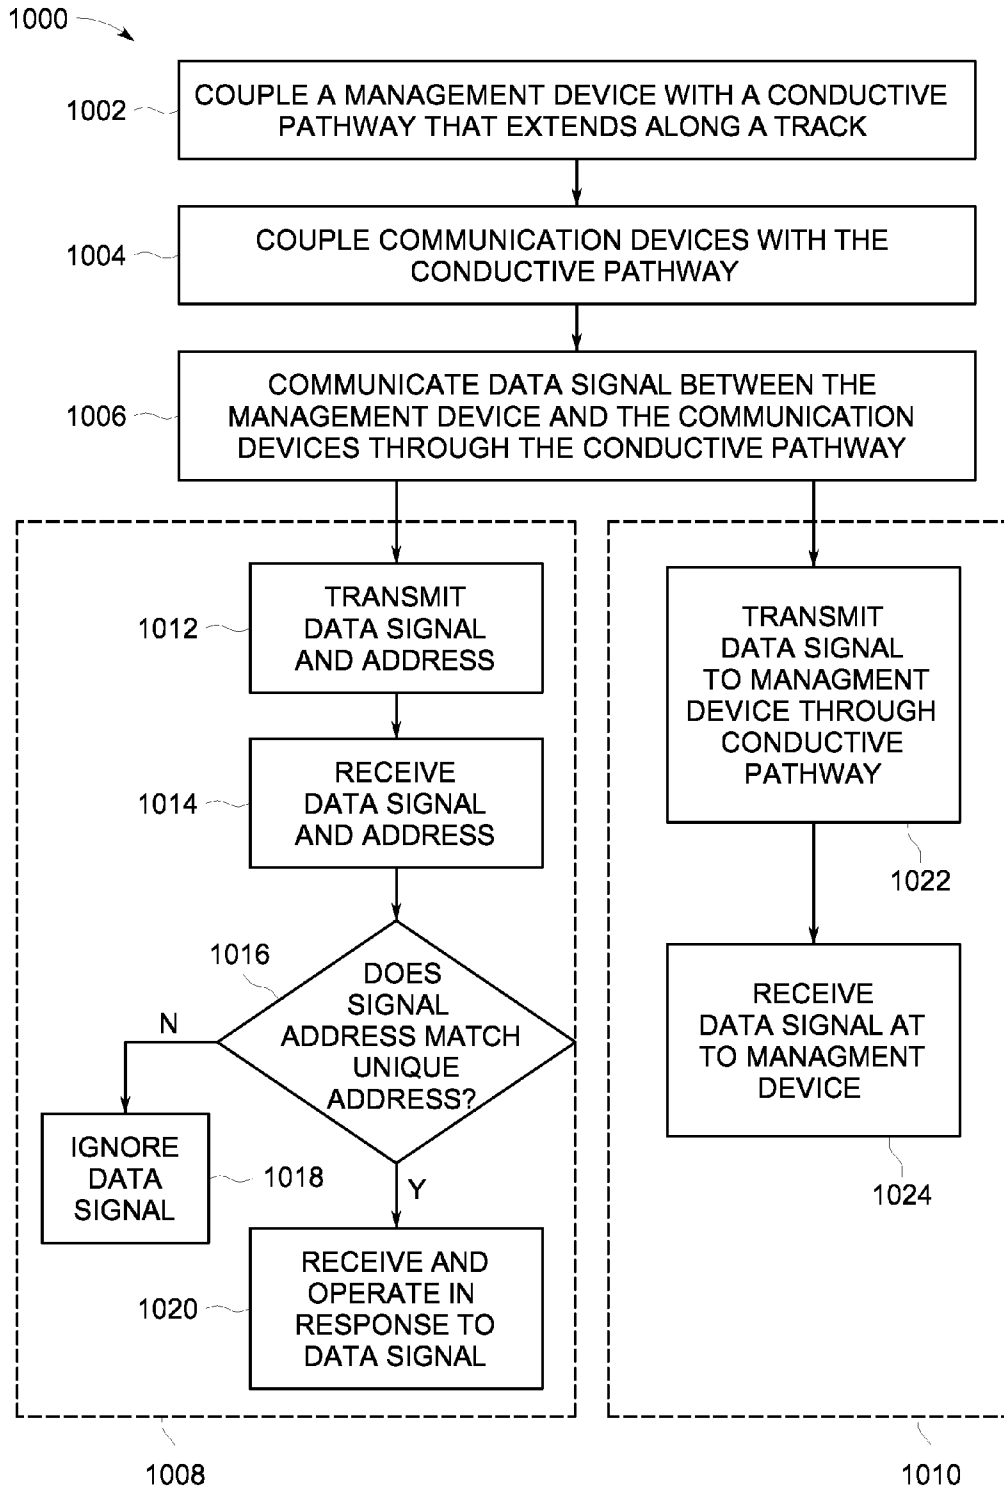 1000
1002
COUPLE A MANAGEMENT DEVICE WITH A CONDUCTIVE
PATHWAY THAT EXTENDS ALONG A TRACK
1004
COUPLE COMMUNICATION DEVICES WITH THE
CONDUCTIVE PATHWAY
1006
COMMUNICATE DATA SIGNAL BETWEEN THE
MANAGEMENT DEVICE AND THE COMMUNICATION
DEVICES THROUGH THE CONDUCTIVE PATHWAY
1012
TRANSMIT
DATA SIGNAL
AND ADDRESS
1014
RECEIVE
DATA SIGNAL
AND ADDRESS
1016
DOES
SIGNAL
ADDRESS MATCH
UNIQUE
ADDRESS?
N
IGNORE
DATA
SIGNAL
1018
Y
1020
RECEIVE AND
OPERATE IN
RESPONSE TO
DATA SIGNAL
1008
TRANSMIT
DATA SIGNAL
TO MANAGMENT
DEVICE THROUGH
CONDUCTIVE
PATHWAY
1022
RECEIVE
DATA SIGNAL AT
TO MANAGMENT
DEVICE
1024
1010